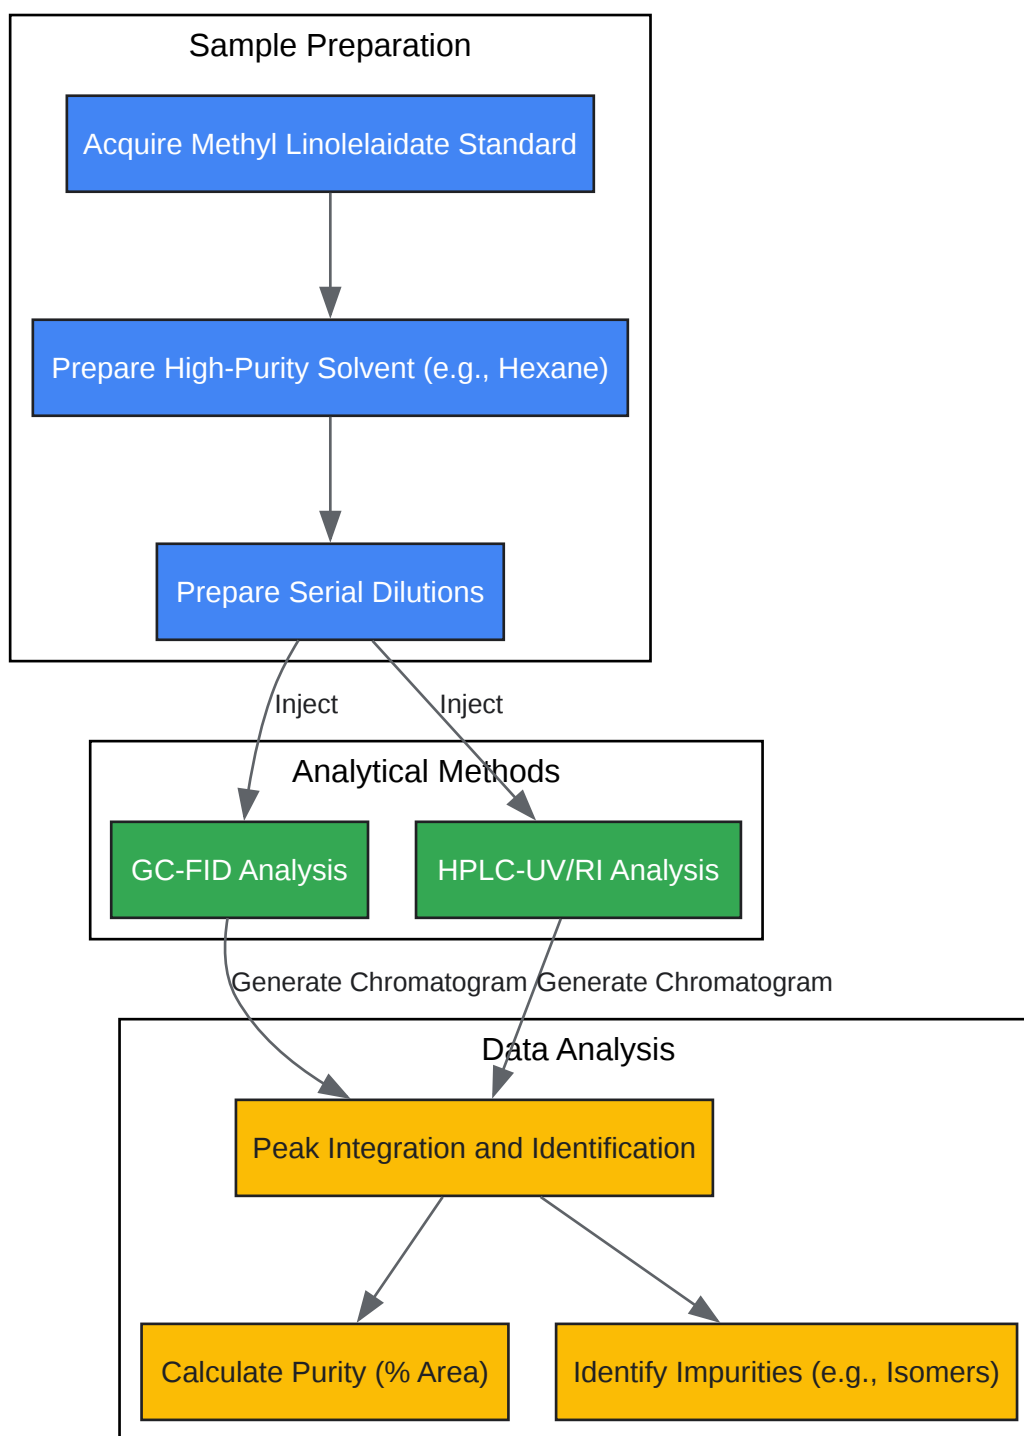 Sample Preparation
Acquire Methyl Linolelaidate Standard
Prepare High-Purity Solvent (e.g., Hexane)
Prepare Serial Dilutions
Inject
Inject
Analytical Methods
GC-FID Analysis
HPLC-UV/RI Analysis
Generate Chromatogram
Generate Chromatogram
Data Analysis
Peak Integration and Identification
Calculate Purity (% Area)
Identify Impurities (e.g., Isomers)